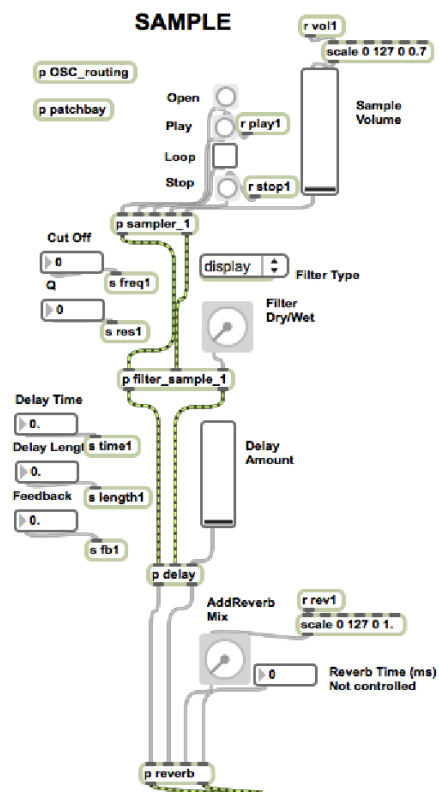 SAMPLE
r vol1
scale 0 127 0 0.7
p OSC_routing
p patchbay
Open
Play
r play1
Loop
Stop
r stop1
Sample
Volume
p sampler_1
Cut Off
0
s freq1
Q
0
s res1
display
Filter Type
Filter
Dry/Wet
p filter_sample_1
Delay Time
0.
s time1
Delay Lengt
0.
s length1
Feedback
0.
s fb1
Delay
Amount
p delay
AddReverb
Mix
r rev1
scale 0 127 0 1.
0
Reverb Time (ms)
Not controlled
p reverb